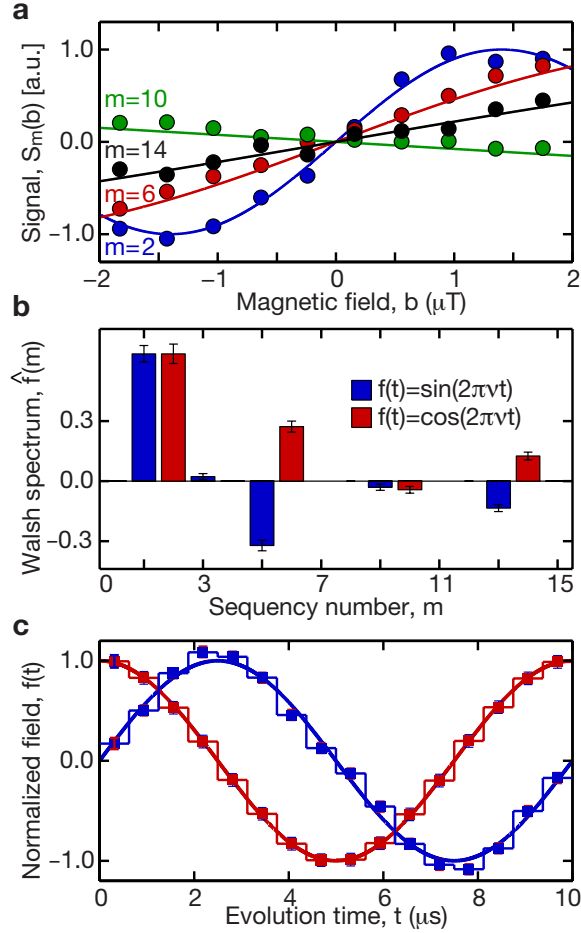 a
Signal, Sₘ(b) [a.u.]
1.0
0.0
−1.0
m=10
m=14
m=6
m=2
−2 −1 0 1 2
Magnetic field, b (μT)
b
Walsh spectrum, f̂(m)
0.3
0.0
−0.3
f(t)=sin(2πνt)
f(t)=cos(2πνt)
0 3 7 11 15
Sequency number, m
c
Normalized field, f(t)
1.0
0.0
−1.0
0 2 4 6 8 10
Evolution time, t (μs)